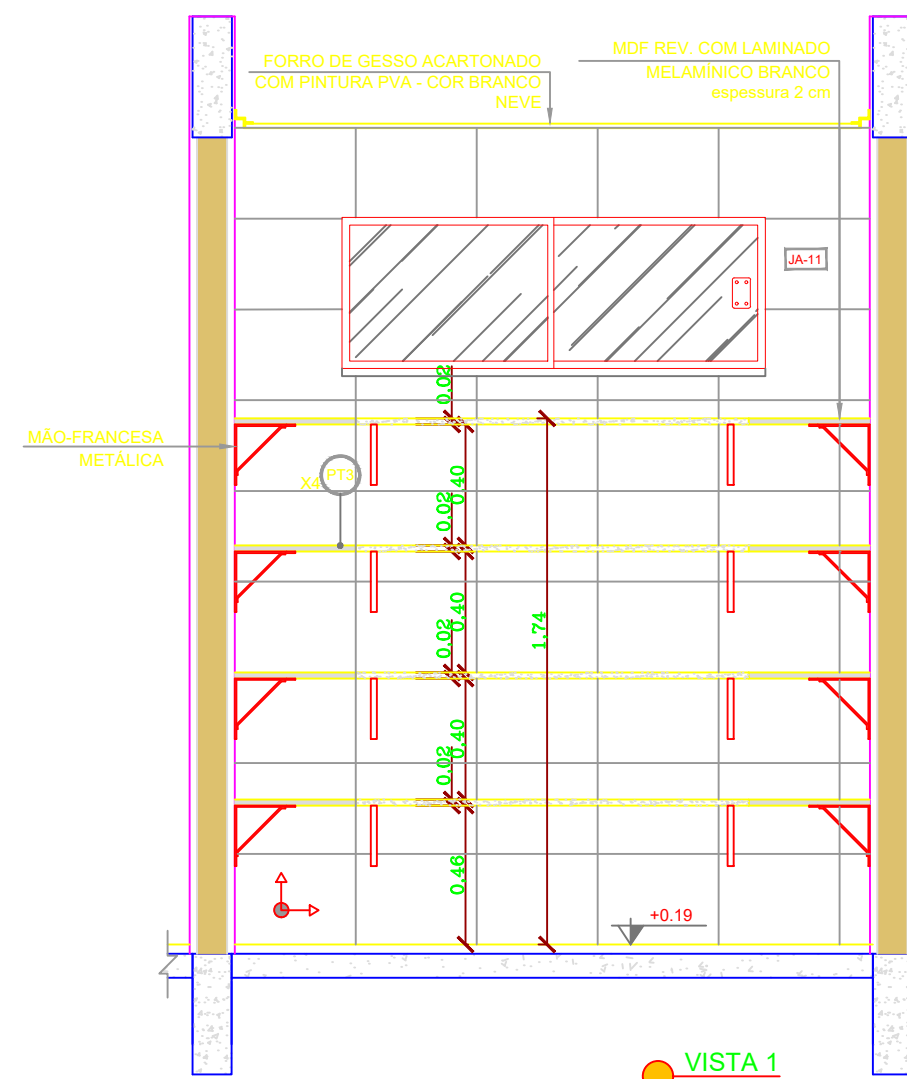 FORRO DE GESSO ACARTONADO
COM PINTURA PVA - COR BRANCO
NEVE
MDF REV. COM LAMINADO
MELAMÍNICO BRANCO
espessura 2 cm
JA-11
0.02
MÃO-FRANCESA
METÁLICA
X4
PT3
0.40
0.02
0.40
0.02
1.74
0.40
0.02
0.46
+0.19
VISTA 1